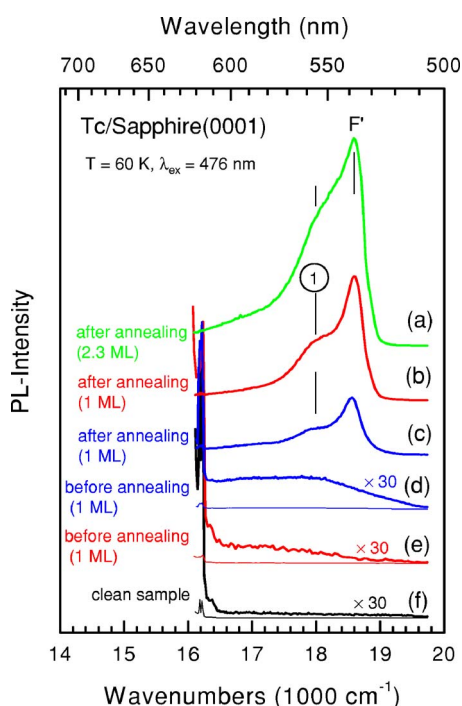 Wavelength (nm)
700 650 600 550 500
Tc/Sapphire(0001)
T = 60 K, λex = 476 nm
F'
1
(a)
after annealing
(2.3 ML)
(b)
after annealing
(1 ML)
(c)
after annealing
(1 ML)
(d)
× 30
before annealing
(1 ML)
(e)
× 30
before annealing
(1 ML)
clean sample
× 30
(f)
PL-Intensity
14 15 16 17 18 19 20
Wavenumbers (1000 cm⁻¹)